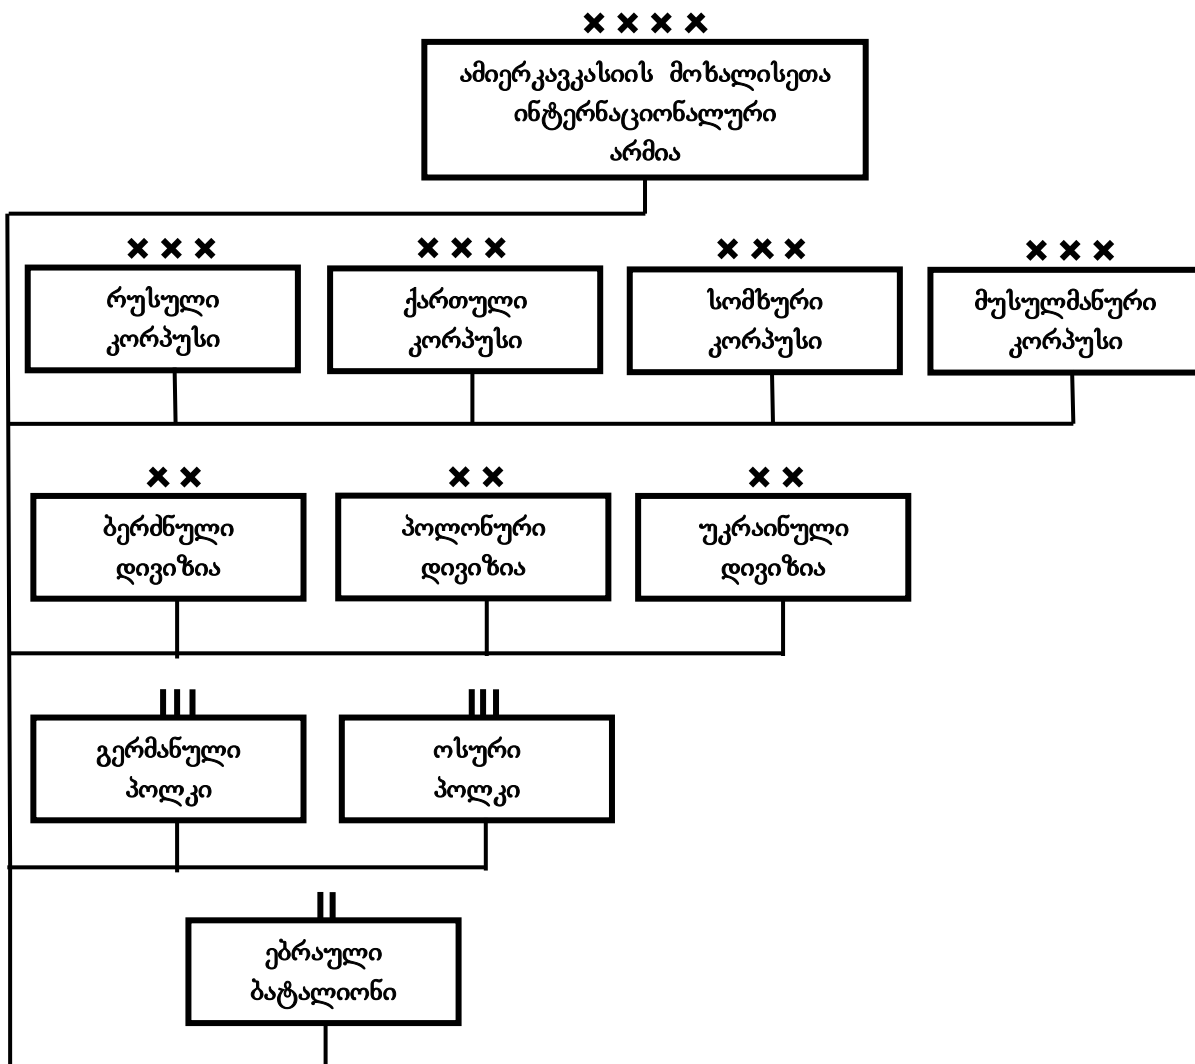 ამიერკავკასიის მოხალისეთა
ინტერნაციონალური
არმია
რუსული
კორპუსი
ქართული
კორპუსი
სომხური
კორპუსი
მუსულმანური
კორპუსი
ბერძნული
დივიზია
პოლონური
დივიზია
უკრაინული
დივიზია
გერმანული
პოლკი
ოსური
პოლკი
ებრაული
ბატალიონი